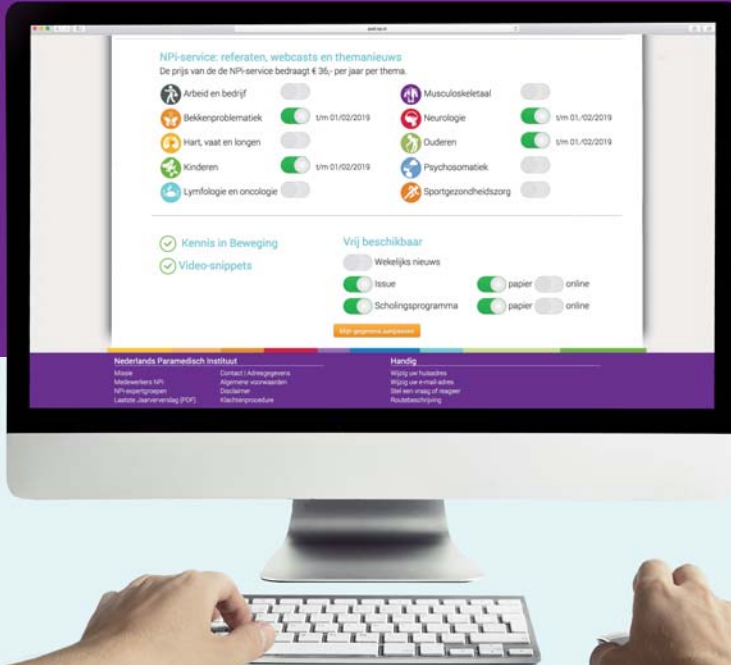 NPi-service: referaten, webcasts en themanieuws
De prijs van de de NPi-service bedraagt € 36,- per jaar per thema.
Arbeid en bedrijf
Musculoskeletaal
Bekkenproblematiek t/m 01/02/2019
Neurologie t/m 01/02/2019
Hart, vaat en longen
Ouderen t/m 01/02/2019
Kinderen t/m 01/02/2019
Psychosomatiek
Lymfologie en oncologie
Sportgezondheidszorg
Kennis in Beweging
Video-snippets
Vrij beschikbaar
Wekelijks nieuws
Issue papier online
Scholingsprogramma papier online
Mijn gegevens aanpassen
Nederlands Paramedisch Instituut
Missie
Medewerkers NPi
NPi-expertgroepen
Laatste Jaarververslag (PDF)
Contact | Adresgegevens
Algemene voorwaarden
Disclaimer
Klachtenprocedure
Handig
Wijzig uw huisadres
Wijzig uw e-mail-adres
Stel een vraag of reageer
Routebeschrijving